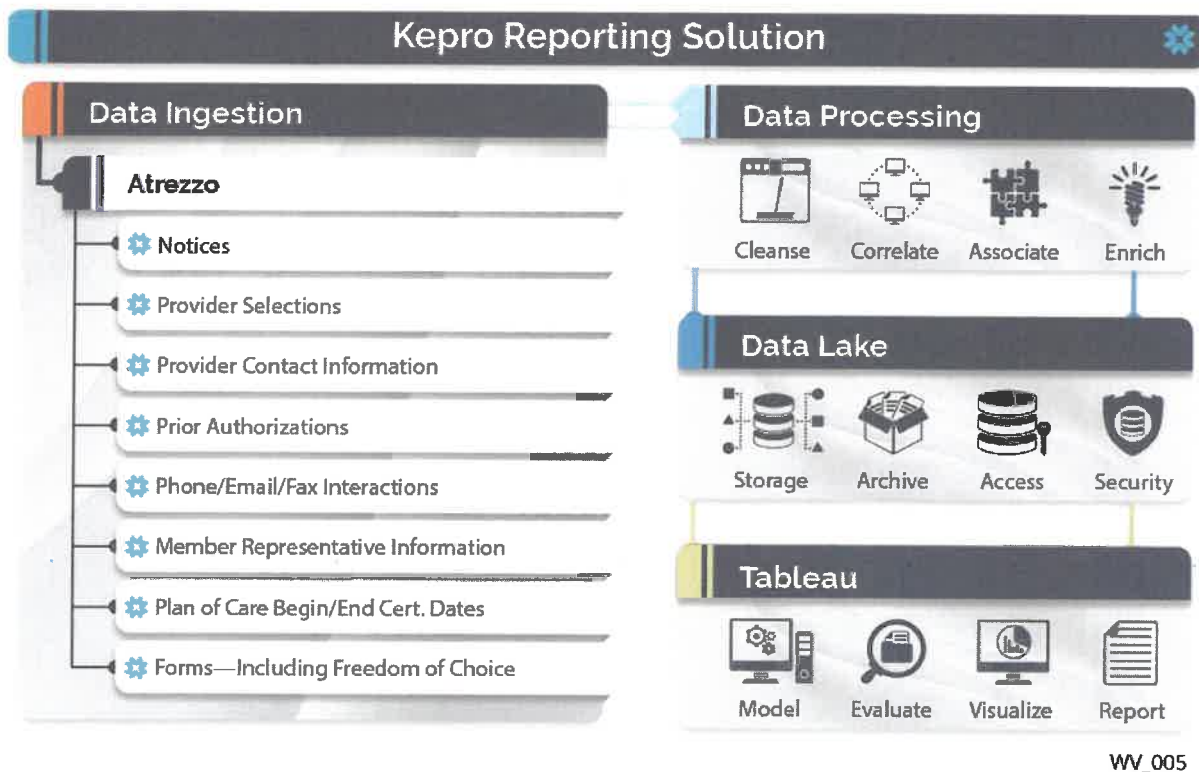 Kepro Reporting Solution
Data Ingestion
Atrezzo
Notices
Provider Selections
Provider Contact Information
Prior Authorizations
Phone/Email/Fax Interactions
Member Representative Information
Plan of Care Begin/End Cert. Dates
Forms—Including Freedom of Choice
Data Processing
Cleanse Correlate Associate Enrich
Data Lake
Storage Archive Access Security
Tableau
Model Evaluate Visualize Report
WV_005